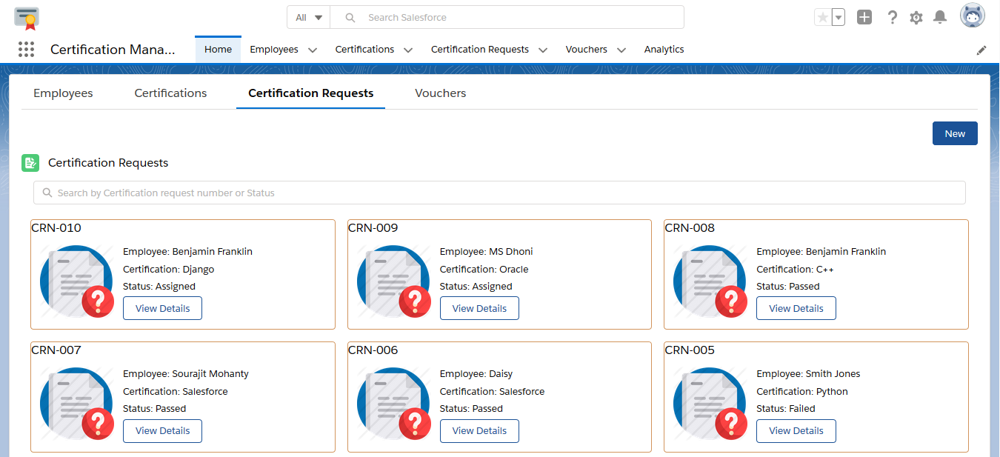 All
Search Salesforce
Certification Mana...
Home
Employees
Certifications
Certification Requests
Vouchers
Analytics
Employees
Certifications
Certification Requests
Vouchers
New
Certification Requests
Search by Certification request number or Status
CRN-010
Employee: Benjamin Franklin
Certification: Django
Status: Assigned
View Details
CRN-009
Employee: MS Dhoni
Certification: Oracle
Status: Assigned
View Details
CRN-008
Employee: Benjamin Franklin
Certification: C++
Status: Passed
View Details
CRN-007
Employee: Sourajit Mohanty
Certification: Salesforce
Status: Passed
View Details
CRN-006
Employee: Daisy
Certification: Salesforce
Status: Passed
View Details
CRN-005
Employee: Smith Jones
Certification: Python
Status: Failed
View Details